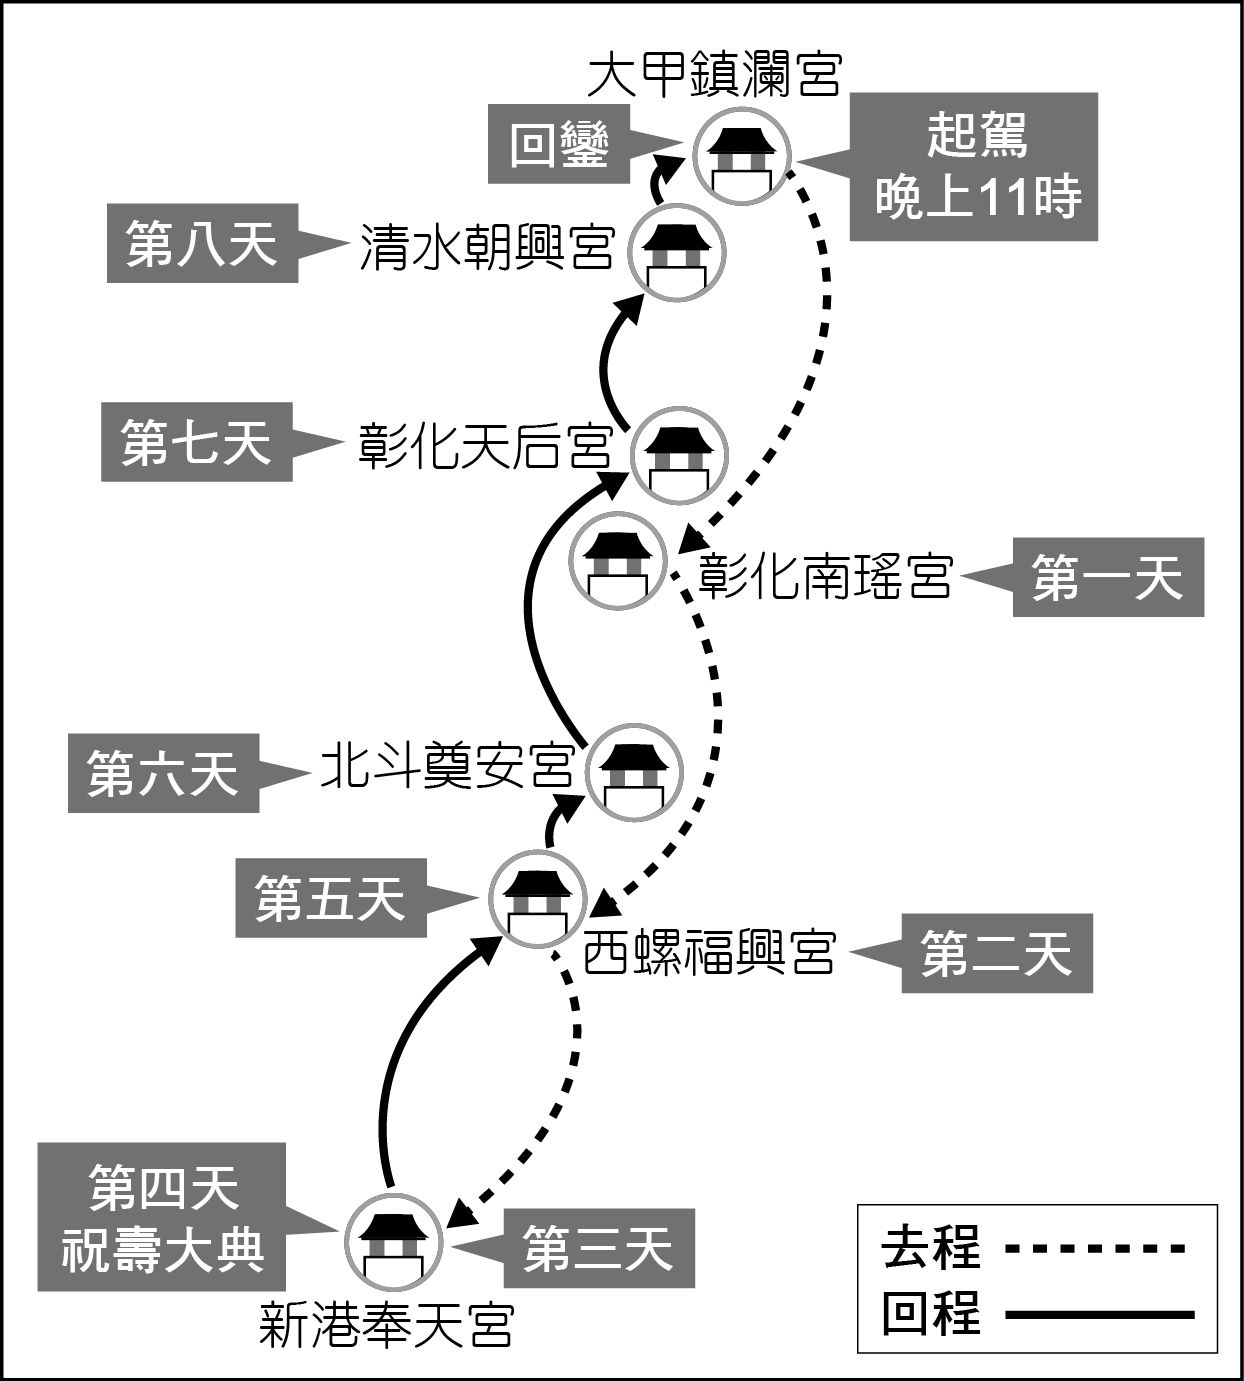 大甲鎮瀾宮
回鑾
起駕
晚上11時
第八天
清水朝興宮
第七天
彰化天后宮
彰化南瑤宮
第一天
第六天
北斗奠安宮
第五天
西螺福興宮
第二天
第四天
祝壽大典
第三天
新港奉天宮
去程
回程